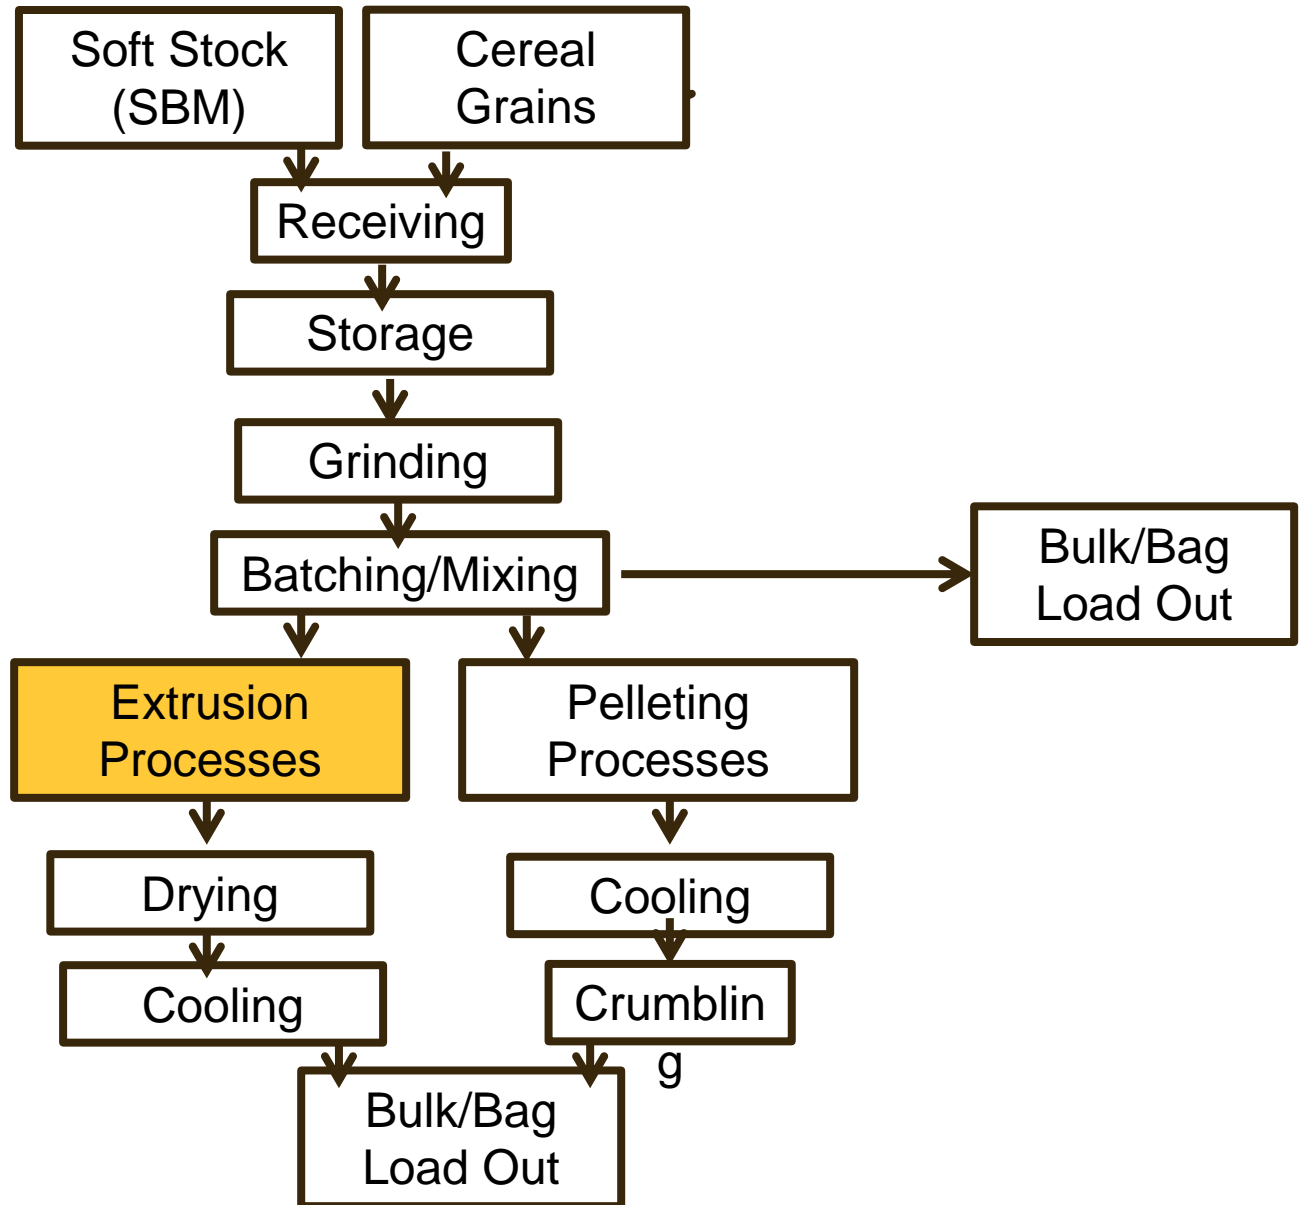 Soft Stock
(SBM)
Cereal
Grains
Receiving
Storage
Grinding
Batching/Mixing
Bulk/Bag
Load Out
Extrusion
Processes
Pelleting
Processes
Drying
Cooling
Cooling
Crumblin
g
Bulk/Bag
Load Out